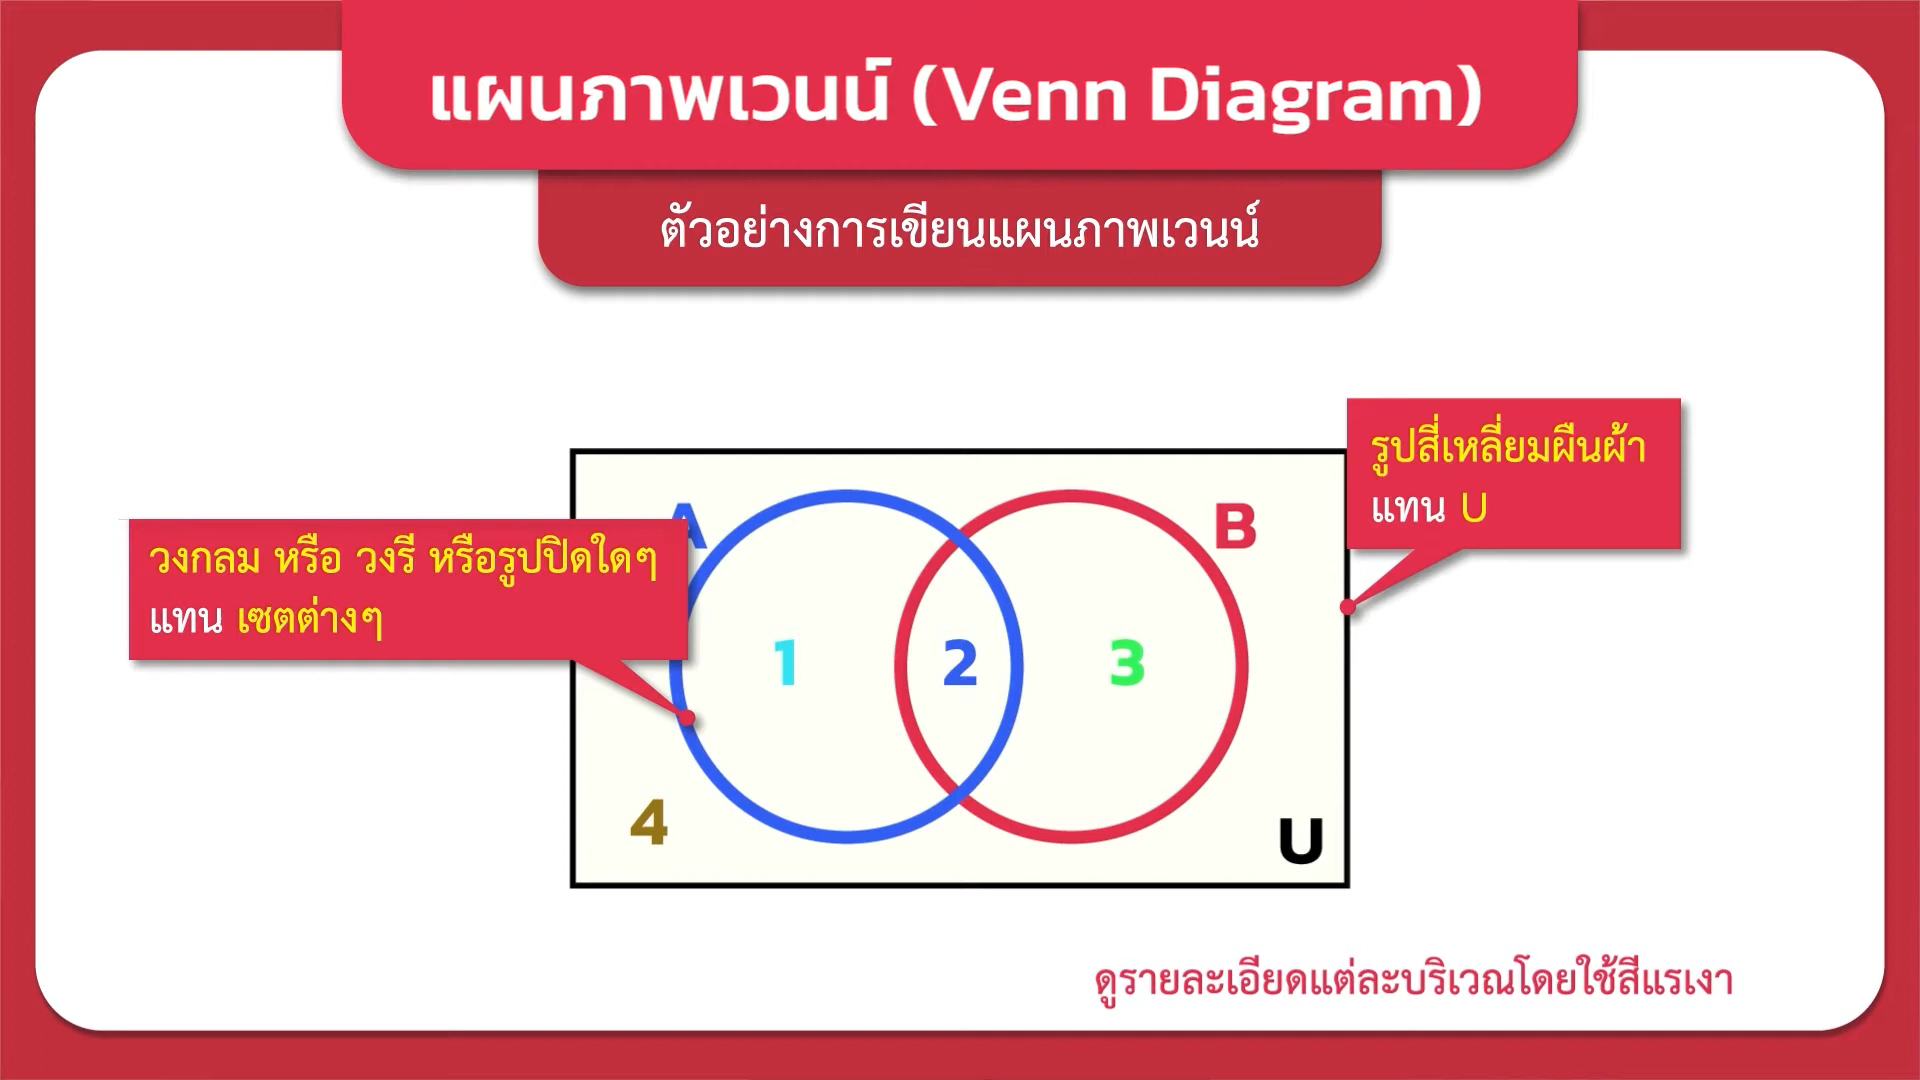 แผนภาพเวนน์ (Venn Diagram)
ตัวอย่างการเขียนแผนภาพเวนน์
รูปสี่เหลี่ยมผืนผ้า
แทน U
A
B
วงกลม หรือ วงรี หรือรูปปิดใดๆ
แทน เซตต่างๆ
1
2
3
4
U
ดูรายละเอียดแต่ละบริเวณโดยใช้สีแรเงา